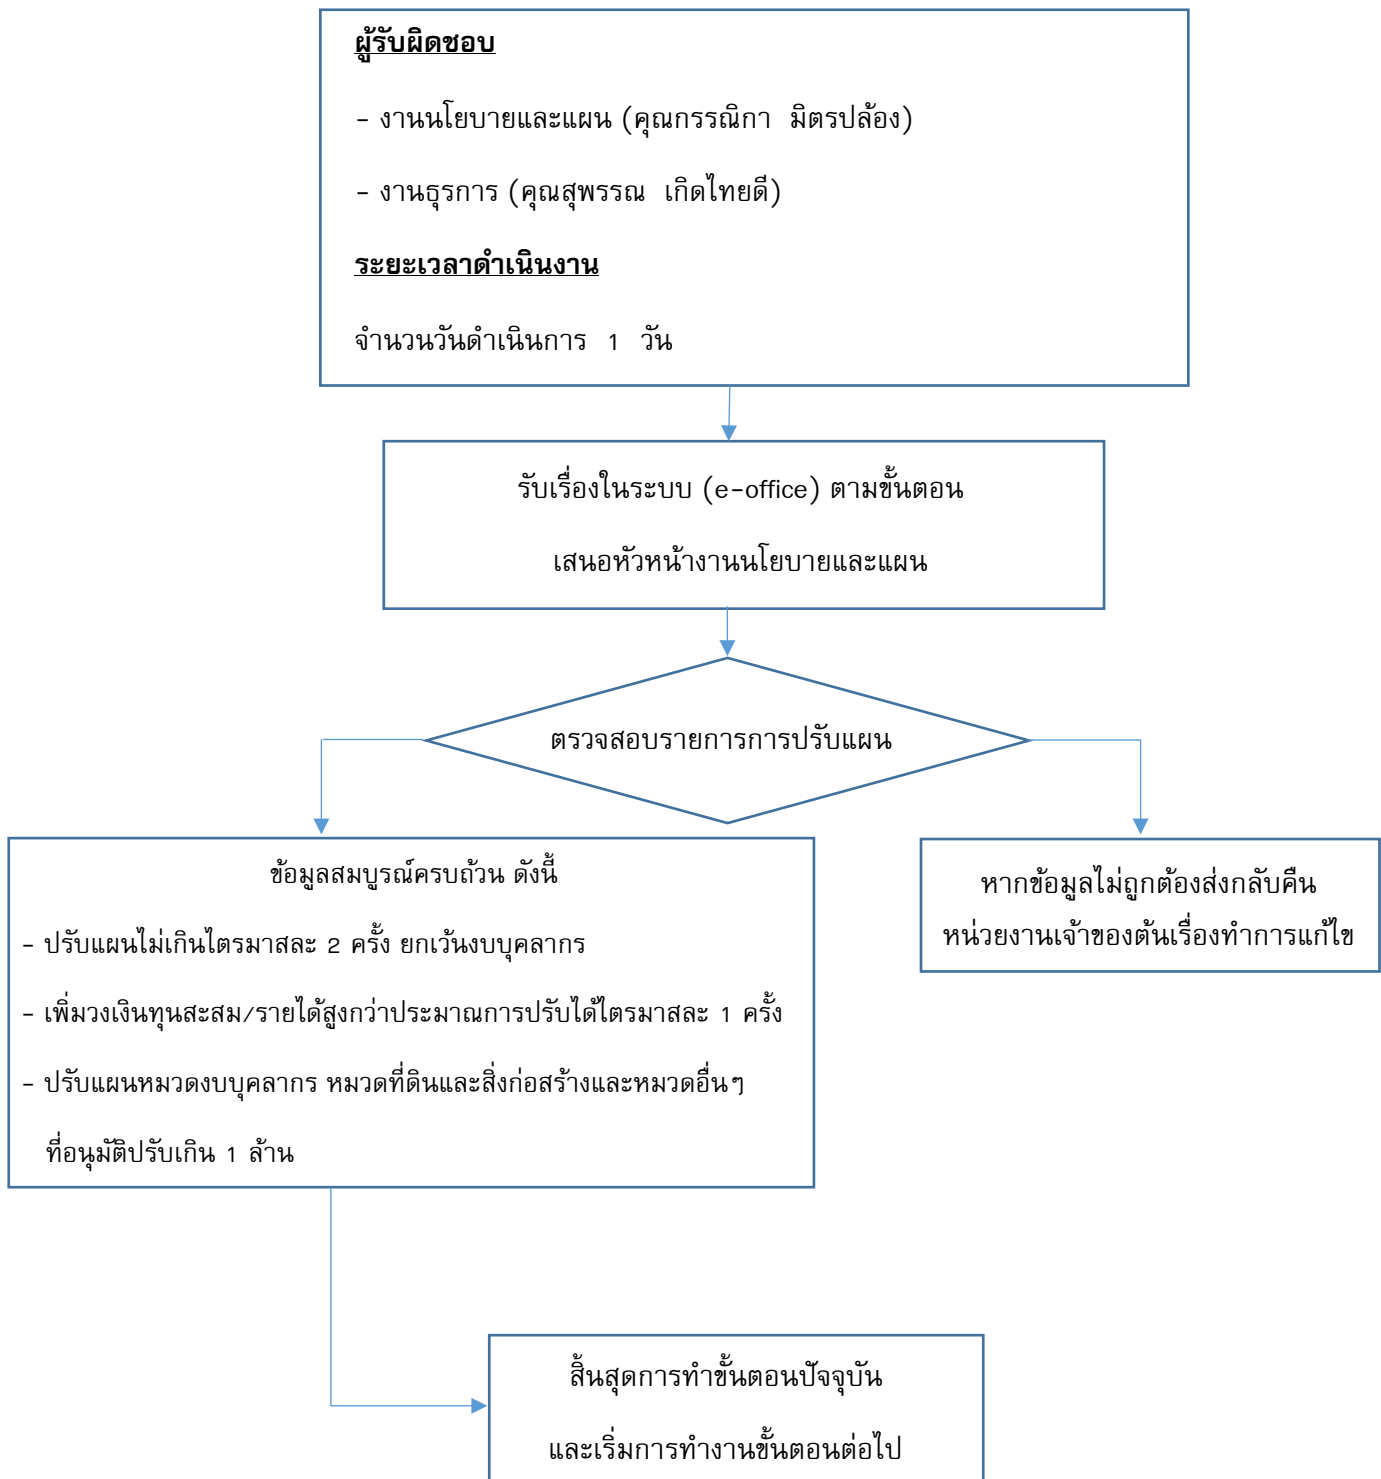 ผู้รับผิดชอบ
- งานนโยบายและแผน (คุณกรรณิกา มิตรปล้อง)
- งานธุรการ (คุณสุพรรณ เกิดไทยดี)
ระยะเวลาดำเนินงาน
จำนวนวันดำเนินการ 1 วัน
รับเรื่องในระบบ (e-office) ตามขั้นตอน
เสนอหัวหน้างานนโยบายและแผน
ตรวจสอบรายการการปรับแผน
ข้อมูลสมบูรณ์ครบถ้วน ดังนี้
- ปรับแผนไม่เกินไตรมาสละ 2 ครั้ง ยกเว้นงบบุคลากร
- เพิ่มวงเงินทุนสะสม/รายได้สูงกว่าประมาณการปรับได้ไตรมาสละ 1 ครั้ง
- ปรับแผนหมวดงบบุคลากร หมวดที่ดินและสิ่งก่อสร้างและหมวดอื่นๆ
ที่อนุมัติปรับเกิน 1 ล้าน
หากข้อมูลไม่ถูกต้องส่งกลับคืน
หน่วยงานเจ้าของต้นเรื่องทำการแก้ไข
สิ้นสุดการทำขั้นตอนปัจจุบัน
และเริ่มการทำงานขั้นตอนต่อไป